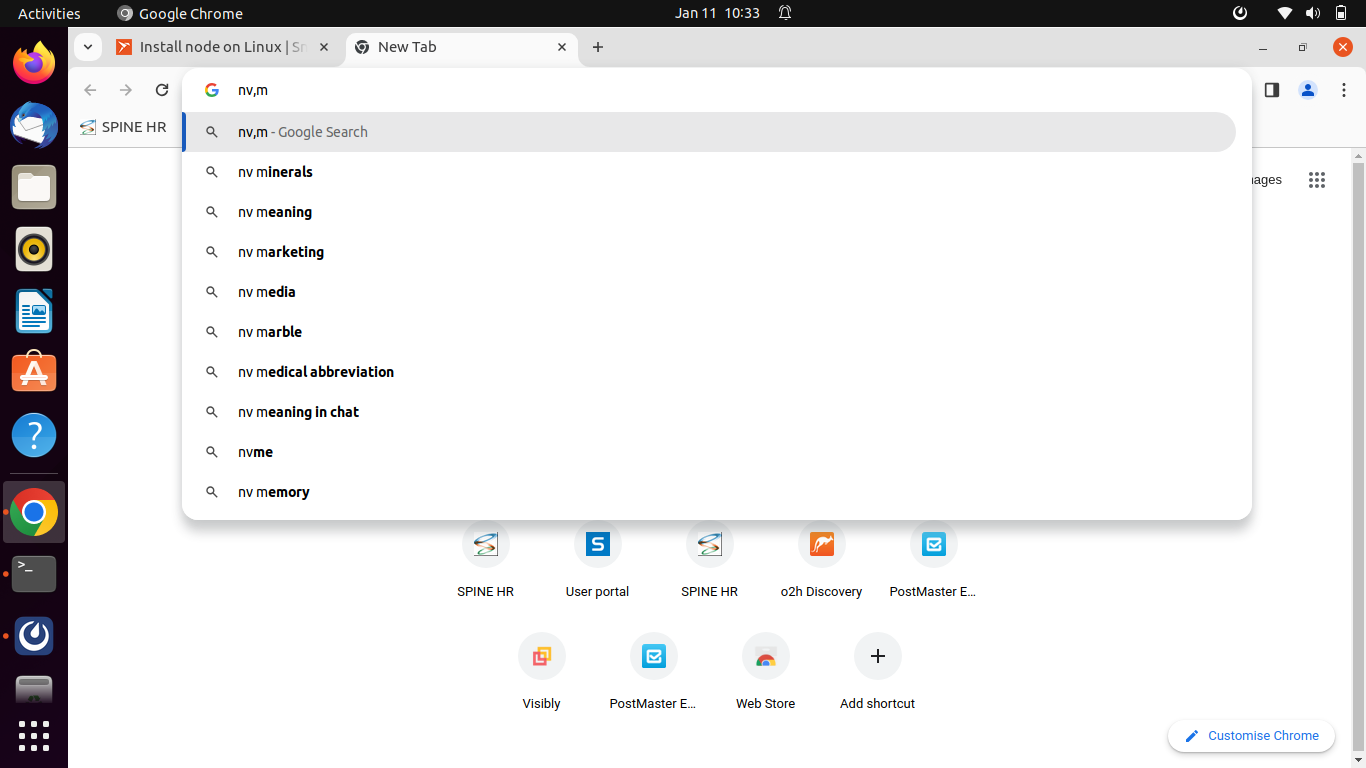 Activities
Google Chrome
Jan 11 10:33
Install node on Linux | Sn
New Tab
nv,m
SPINE HR
nv,m - Google Search
nv minerals
ages
nv meaning
nv marketing
nv media
nv marble
nv medical abbreviation
nv meaning in chat
nvme
nv memory
SPINE HR
User portal
SPINE HR
o2h Discovery
PostMaster E...
Visibly
PostMaster E...
Web Store
Add shortcut
Customise Chrome